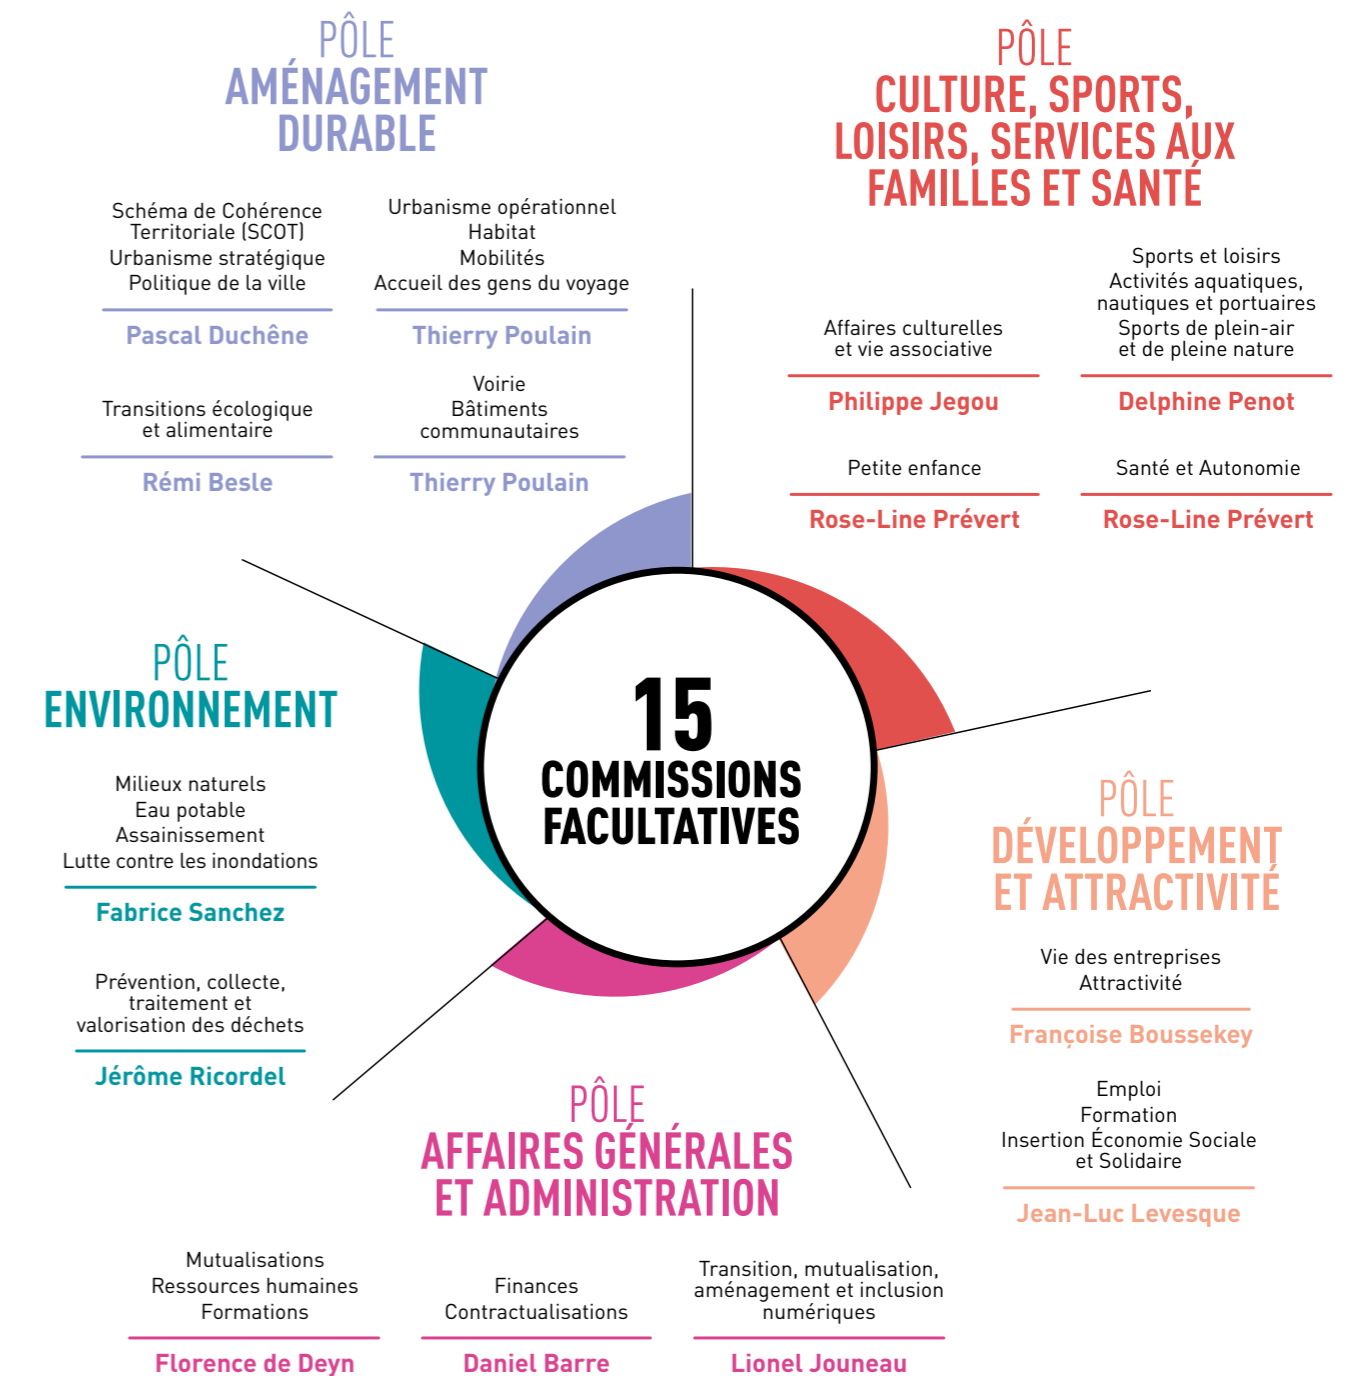 PÔLE
AMÉNAGEMENT
DURABLE
Schéma de Cohérence
Territoriale (SCOT)
Urbanisme stratégique
Politique de la ville
Pascal Duchêne
Urbanisme opérationnel
Habitat
Mobilités
Accueil des gens du voyage
Thierry Poulain
Transitions écologique
et alimentaire
Rémi Besle
Voirie
Bâtiments
communautaires
Thierry Poulain
PÔLE
CULTURE, SPORTS,
LOISIRS, SERVICES AUX
FAMILLES ET SANTÉ
Affaires culturelles
et vie associative
Philippe Jegou
Sports et loisirs
Activités aquatiques,
nautiques et portuaires
Sports de plein-air
et de pleine nature
Delphine Penot
Petite enfance
Rose-Line Prévert
Santé et Autonomie
Rose-Line Prévert
15
COMMISSIONS
FACULTATIVES
PÔLE
ENVIRONNEMENT
Milieux naturels
Eau potable
Assainissement
Lutte contre les inondations
Fabrice Sanchez
Prévention, collecte,
traitement et
valorisation des déchets
Jérôme Ricordel
PÔLE
DÉVELOPPEMENT
ET ATTRACTIVITÉ
Vie des entreprises
Attractivité
Françoise Boussekey
Emploi
Formation
Insertion Économie Sociale
et Solidaire
Jean-Luc Levesque
PÔLE
AFFAIRES GÉNÉRALES
ET ADMINISTRATION
Mutualisations
Ressources humaines
Formations
Florence de Deyn
Finances
Contractualisations
Daniel Barre
Transition, mutualisation,
aménagement et inclusion
numériques
Lionel Jouneau